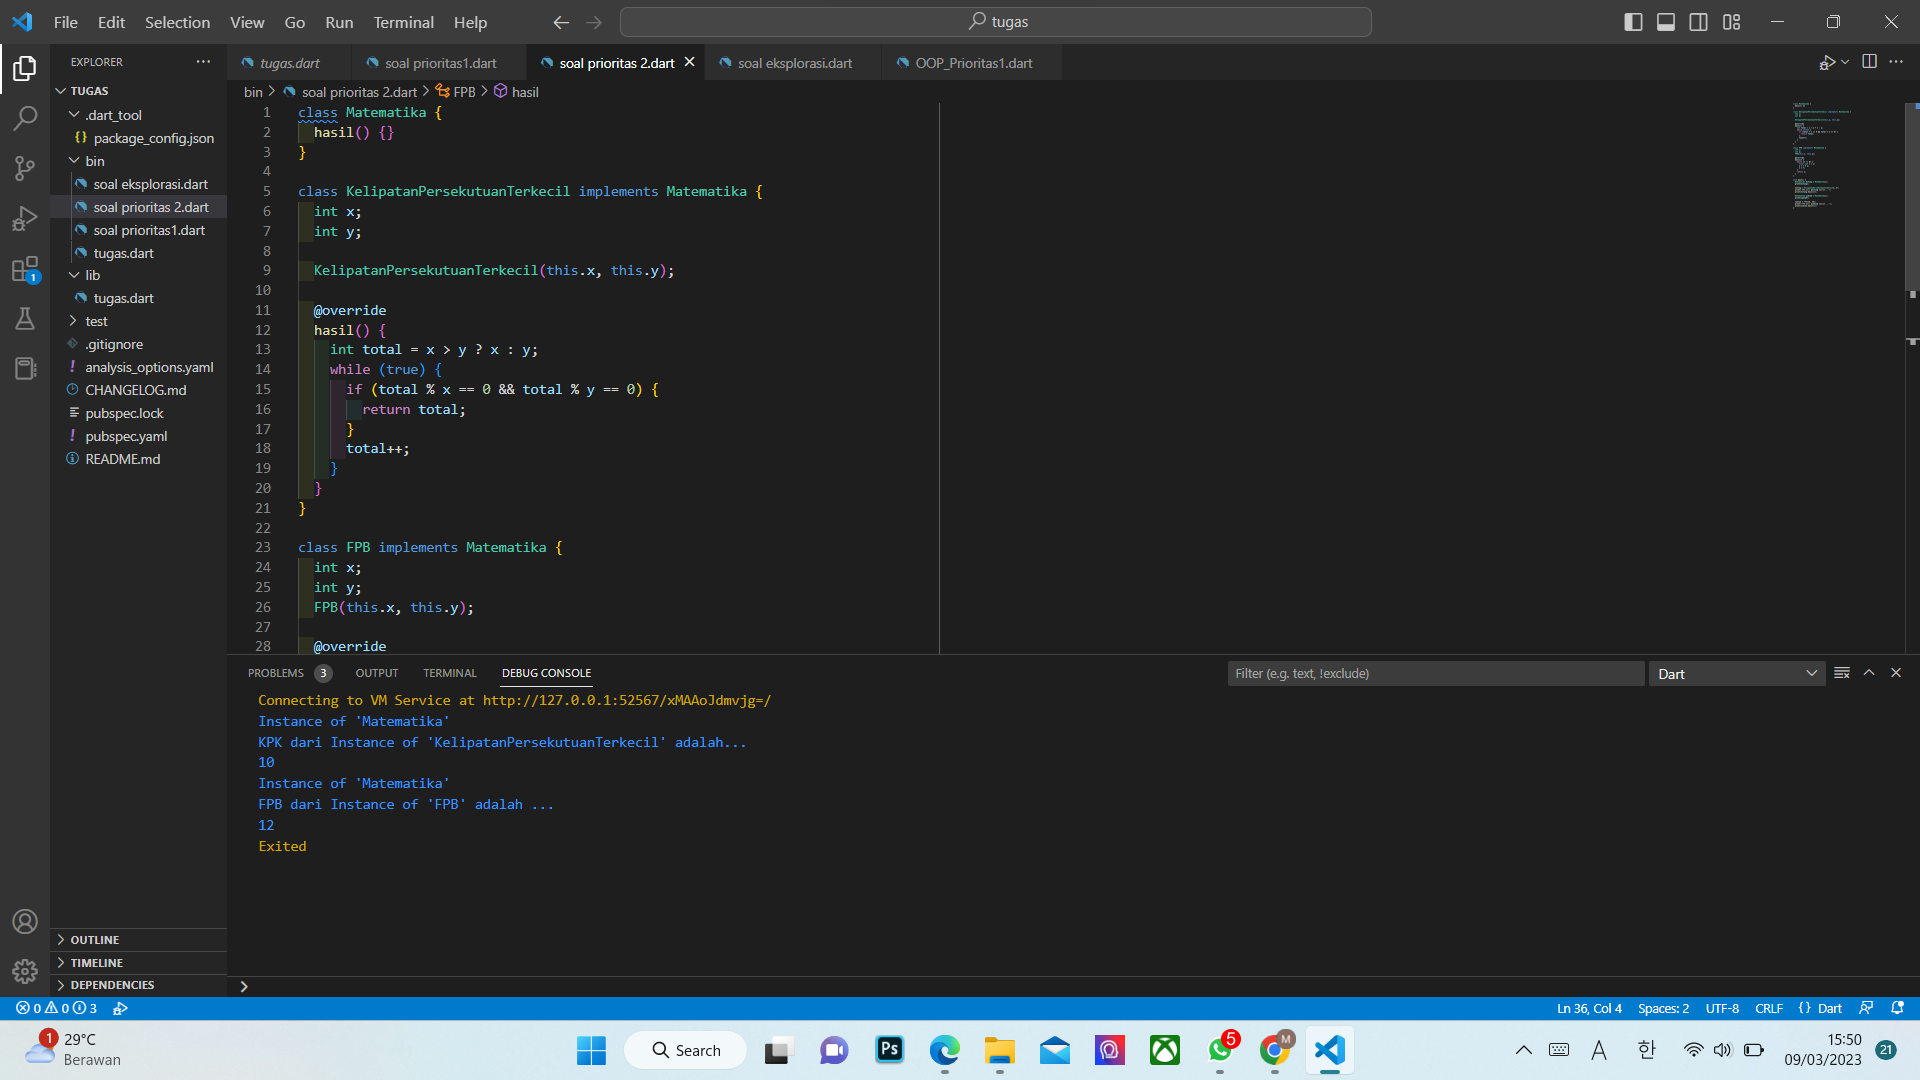 File Edit Selection View Go Run Terminal Help
tugas
EXPLORER
tugas.dart
soal prioritas1.dart
soal prioritas 2.dart
soal eksplorasi.dart
OOP_Prioritas1.dart
bin > soal prioritas 2.dart > FPB > hasil
TUGAS
.dart_tool
package_config.json
bin
soal eksplorasi.dart
soal prioritas 2.dart
soal prioritas1.dart
tugas.dart
lib
tugas.dart
test
.gitignore
analysis_options.yaml
CHANGELOG.md
pubspec.lock
pubspec.yaml
README.md
OUTLINE
TIMELINE
DEPENDENCIES
1 class Matematika {
2 hasil() {}
3 }
4
5 class KelipatanPersekutuanTerkecil implements Matematika {
6 int x;
7 int y;
8
9 KelipatanPersekutuanTerkecil(this.x, this.y);
10
11 @override
12 hasil() {
13 int total = x > y ? x : y;
14 while (true) {
15 if (total % x == 0 && total % y == 0) {
16 return total;
17 }
18 total++;
19 }
20 }
21 }
22
23 class FPB implements Matematika {
24 int x;
25 int y;
26 FPB(this.x, this.y);
27
28 @override
PROBLEMS 3 OUTPUT TERMINAL DEBUG CONSOLE
Filter (e.g. text, !exclude)
Dart
Connecting to VM Service at http://127.0.0.1:52567/xMAAoJdmvjg=/
Instance of 'Matematika'
KPK dari Instance of 'KelipatanPersekutuanTerkecil' adalah...
10
Instance of 'Matematika'
FPB dari Instance of 'FPB' adalah ...
12
Exited
1
0 0 3
Ln 36, Col 4 Spaces: 2 UTF-8 CRLF {} Dart
1
29°C
Berawan
Search
Ps
5
M
A
한
15:50
09/03/2023
21